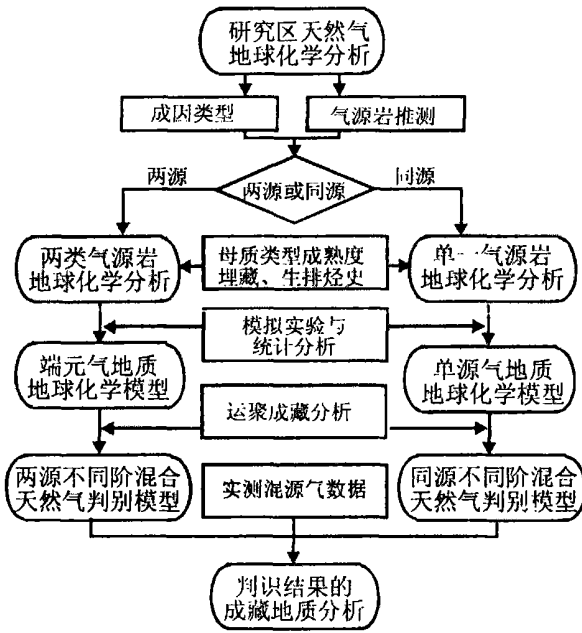 研究区天然气
地球化学分析
成因类型
气源岩推测
两源
两源或同源
同源
两类气源岩
地球化学分析
母质类型成熟度
埋藏、生排烃史
单一气源岩
地球化学分析
模拟实验与
统计分析
端元气地质
地球化学模型
单源气地质
地球化学模型
运聚成藏分析
两源不同阶混合
天然气判别模型
实测混源气数据
同源不同阶混合
天然气判别模型
判识结果的
成藏地质分析